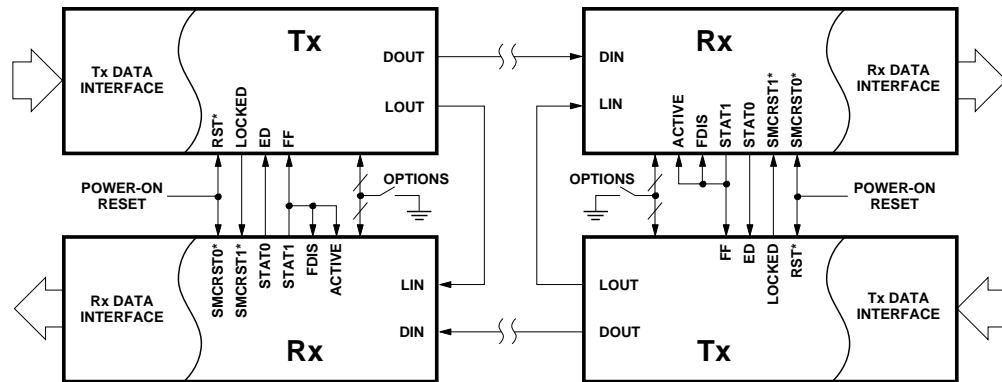 Tx
Tx DATA
INTERFACE
DOUT
LOUT
RST*
LOCKED
ED
FF
Rx
DIN
LIN
Rx DATA
INTERFACE
ACTIVE
FDIS
STAT1
STAT0
SMCRST1*
SMCRST0*
POWER-ON
RESET
OPTIONS
OPTIONS
POWER-ON
RESET
SMCRST0*
SMCRST1*
STAT0
STAT1
FDIS
ACTIVE
Rx DATA
INTERFACE
LIN
DIN
Rx
FF
ED
LOCKED
RST*
LOUT
DOUT
Tx DATA
INTERFACE
Tx